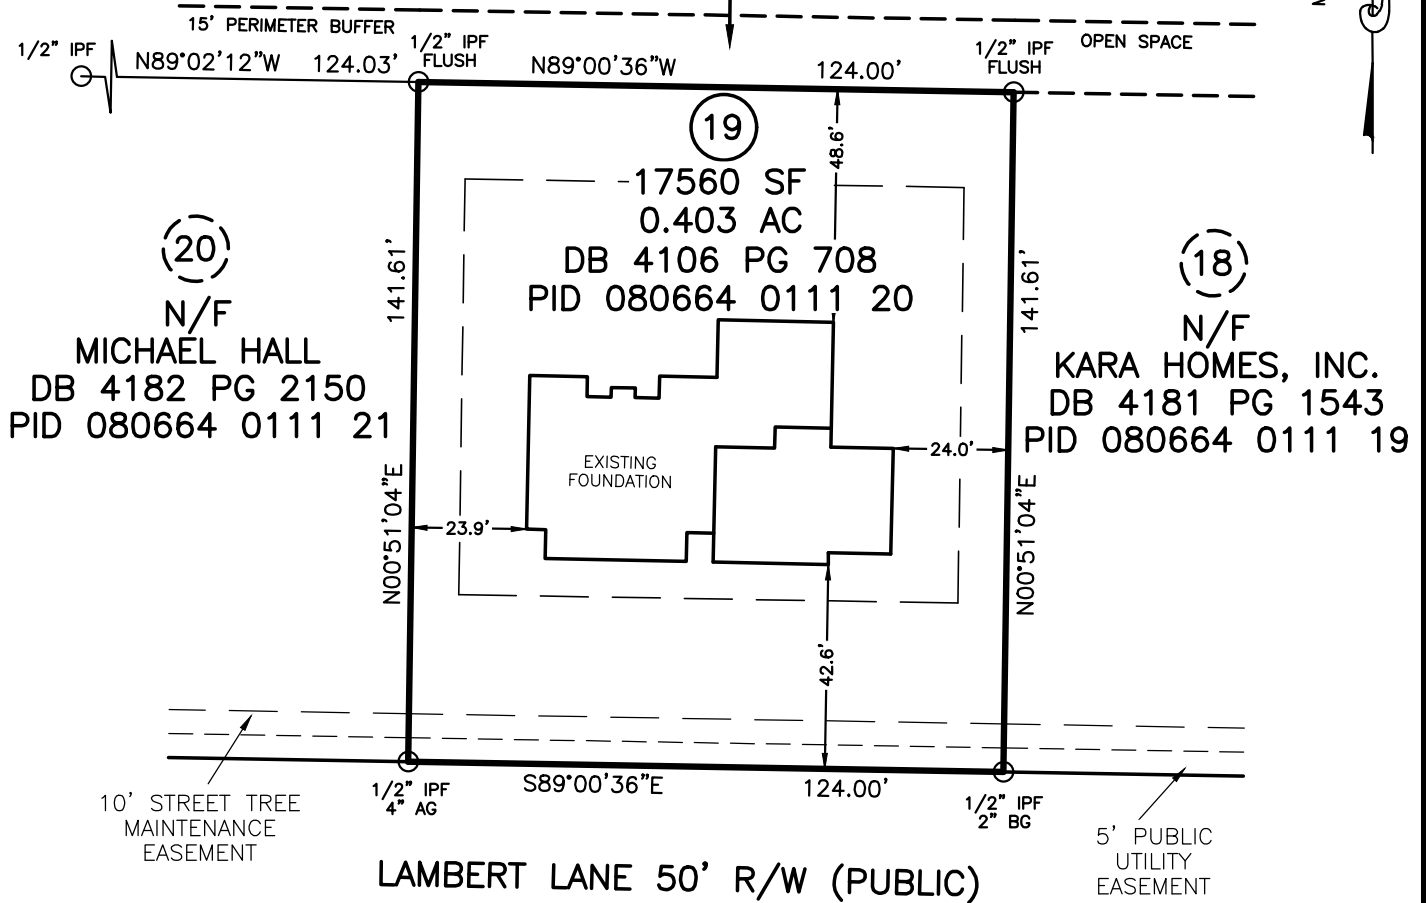 15' PERIMETER BUFFER
OPEN SPACE
1/2" IPF
N89°02'12"W 124.03'
1/2" IPF
FLUSH
N89°00'36"W 124.00'
1/2" IPF
FLUSH
19
17560 SF
0.403 AC
DB 4106 PG 708
PID 080664 0111 20
48.6'
20
N/F
MICHAEL HALL
DB 4182 PG 2150
PID 080664 0111 21
141.61'
N00°51'04"E
141.61'
N00°51'04"E
18
N/F
KARA HOMES, INC.
DB 4181 PG 1543
PID 080664 0111 19
EXISTING
FOUNDATION
24.0'
23.9'
42.6'
1/2" IPF
4" AG
S89°00'36"E 124.00'
1/2" IPF
2" BG
10' STREET TREE
MAINTENANCE
EASEMENT
5' PUBLIC
UTILITY
EASEMENT
LAMBERT LANE 50' R/W (PUBLIC)